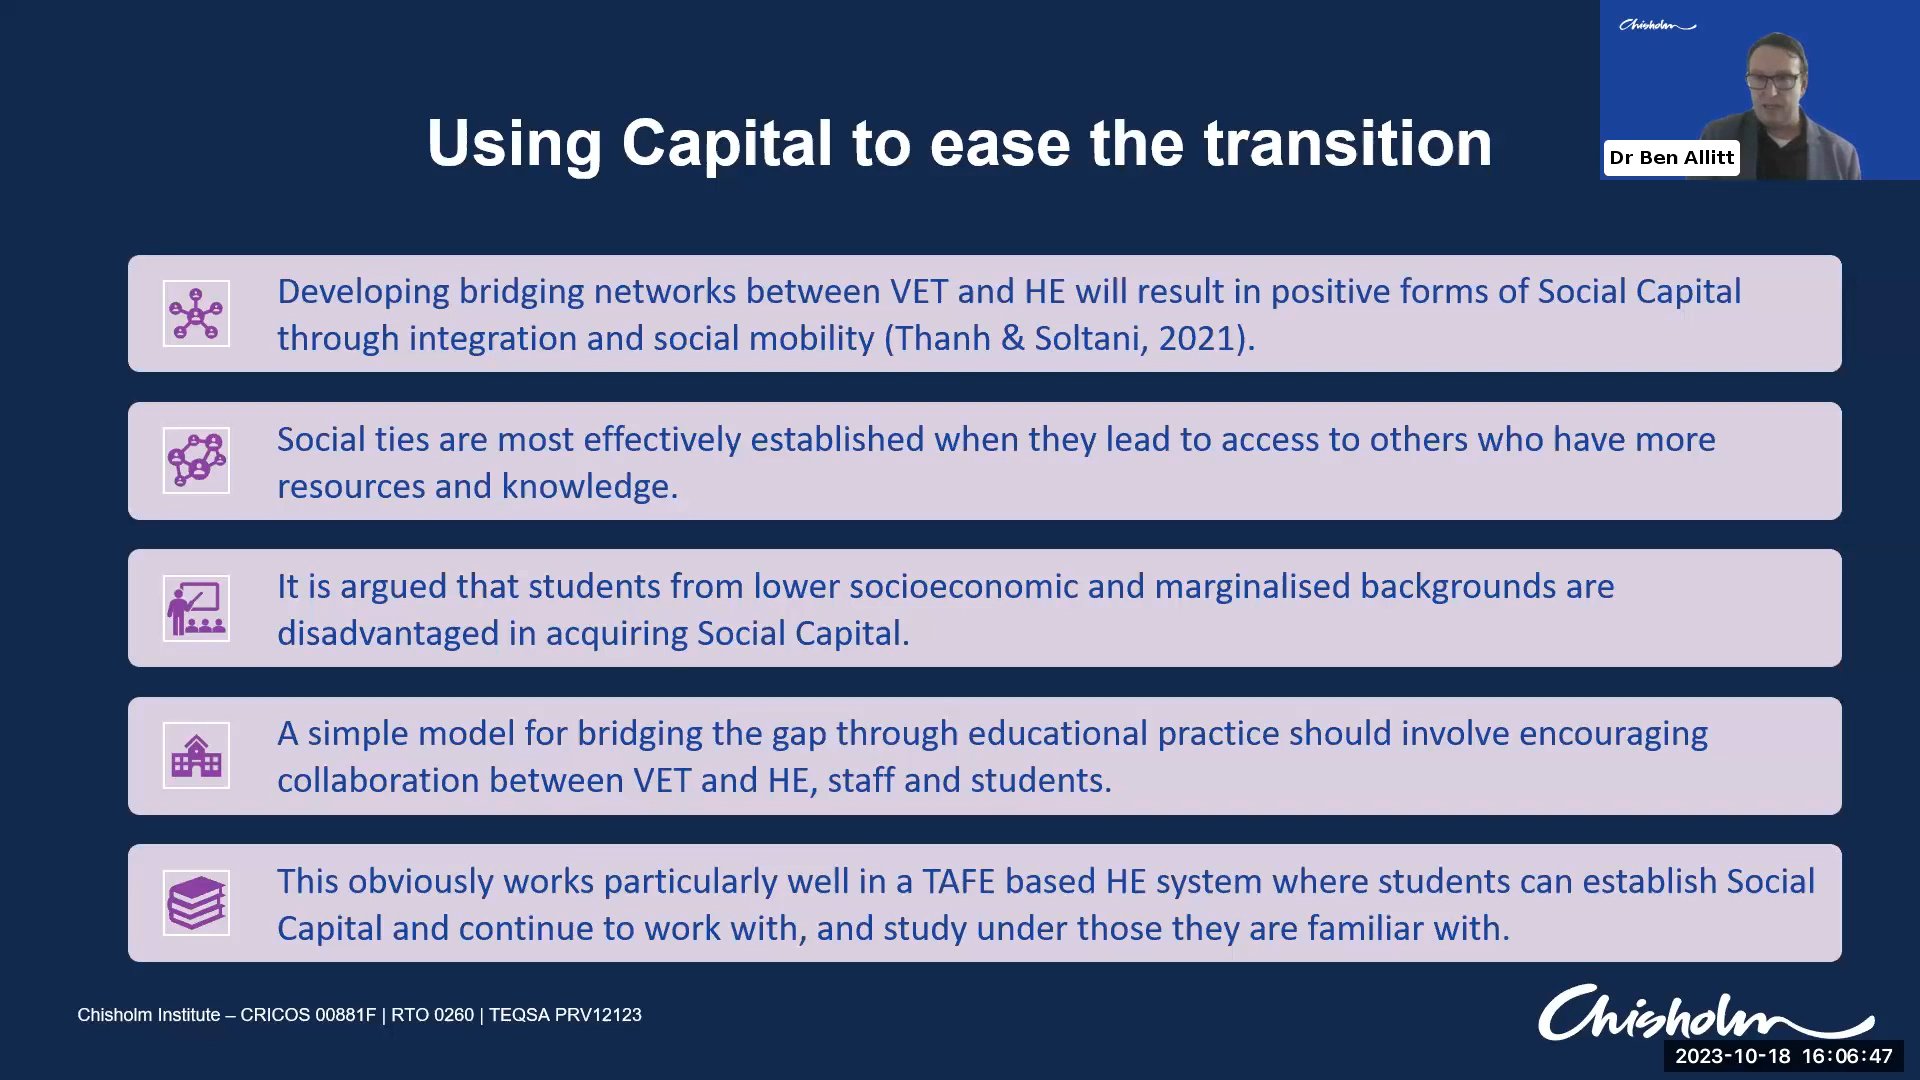 Chisholm
Dr Ben Allitt
Using Capital to ease the transition
Developing bridging networks between VET and HE will result in positive forms of Social Capital
through integration and social mobility (Thanh & Soltani, 2021).
Social ties are most effectively established when they lead to access to others who have more
resources and knowledge.
It is argued that students from lower socioeconomic and marginalised backgrounds are
disadvantaged in acquiring Social Capital.
A simple model for bridging the gap through educational practice should involve encouraging
collaboration between VET and HE, staff and students.
This obviously works particularly well in a TAFE based HE system where students can establish Social
Capital and continue to work with, and study under those they are familiar with.
Chisholm Institute – CRICOS 00881F | RTO 0260 | TEQSA PRV12123
Chisholm
2023-10-18 16:06:47